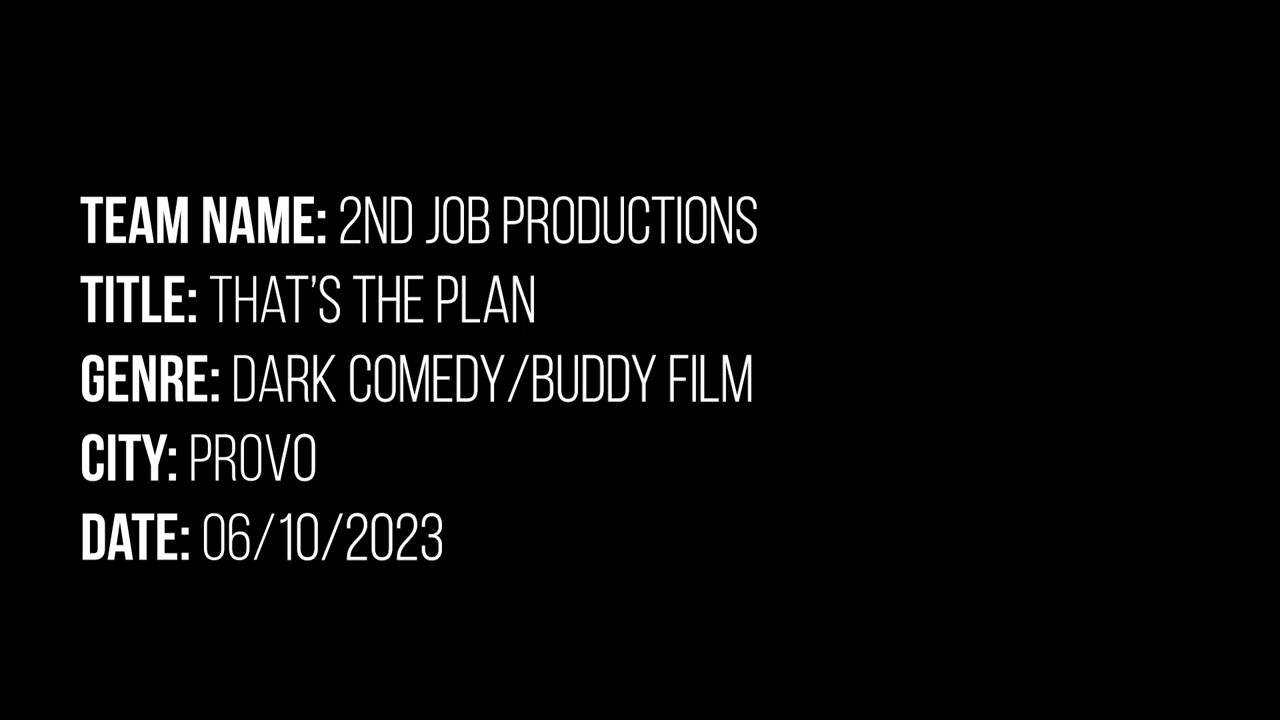 TEAM NAME: 2ND JOB PRODUCTIONS
TITLE: THAT’S THE PLAN
GENRE: DARK COMEDY/BUDDY FILM
CITY: PROVO
DATE: 06/10/2023